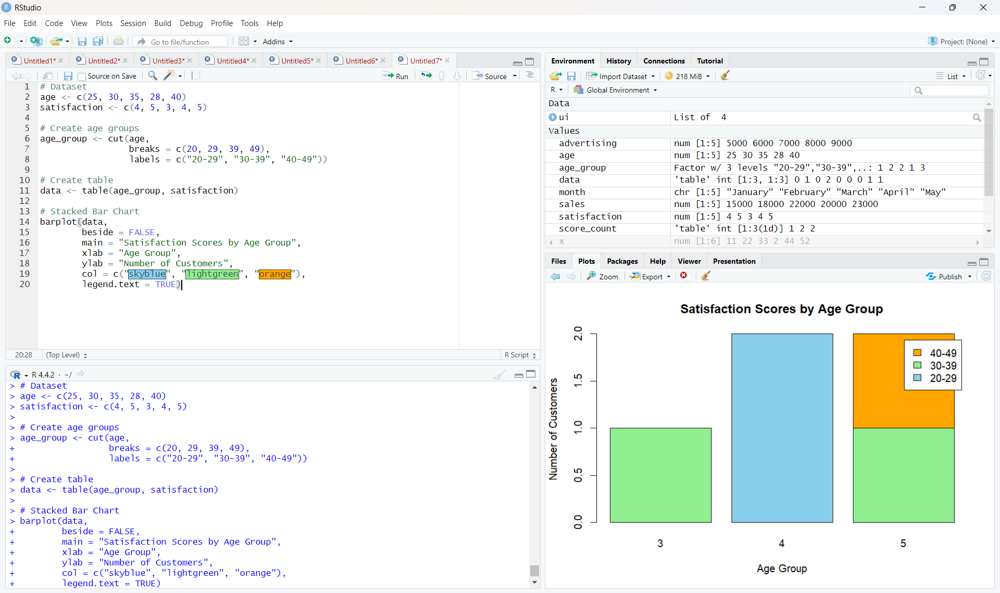 RStudio
File Edit Code View Plots Session Build Debug Profile Tools Help
Go to file/function Addins Project: (None)
Untitled1* Untitled2* Untitled3* Untitled4* Untitled5* Untitled6* Untitled7*
Source on Save Run Source
1 # Dataset
2 age <- c(25, 30, 35, 28, 40)
3 satisfaction <- c(4, 5, 3, 4, 5)
4
5 # Create age groups
6 age_group <- cut(age,
7 breaks = c(20, 29, 39, 49),
8 labels = c("20-29", "30-39", "40-49"))
9
10 # Create table
11 data <- table(age_group, satisfaction)
12
13 # Stacked Bar Chart
14 barplot(data,
15 beside = FALSE,
16 main = "Satisfaction Scores by Age Group",
17 xlab = "Age Group",
18 ylab = "Number of Customers",
19 col = c("skyblue", "lightgreen", "orange"),
20 legend.text = TRUE)
20:28 (Top Level) R Script
R 4.4.2 · ~/
> # Dataset
> age <- c(25, 30, 35, 28, 40)
> satisfaction <- c(4, 5, 3, 4, 5)
>
> # Create age groups
> age_group <- cut(age,
+ breaks = c(20, 29, 39, 49),
+ labels = c("20-29", "30-39", "40-49"))
>
> # Create table
> data <- table(age_group, satisfaction)
>
> # Stacked Bar Chart
> barplot(data,
+ beside = FALSE,
+ main = "Satisfaction Scores by Age Group",
+ xlab = "Age Group",
+ ylab = "Number of Customers",
+ col = c("skyblue", "lightgreen", "orange"),
+ legend.text = TRUE)
Environment History Connections Tutorial
Import Dataset 218 MiB List
R Global Environment
Data
ui List of 4
Values
advertising num [1:5] 5000 6000 7000 8000 9000
age num [1:5] 25 30 35 28 40
age_group Factor w/ 3 levels "20-29","30-39",..: 1 2 2 1 3
data 'table' int [1:3, 1:3] 0 1 0 2 0 0 0 1 1
month chr [1:5] "January" "February" "March" "April" "May"
sales num [1:5] 15000 18000 22000 20000 23000
satisfaction num [1:5] 4 5 3 4 5
score_count 'table' int [1:3(1d)] 1 2 2
x num [1:6] 11 22 33 2 44 52
Files Plots Packages Help Viewer Presentation
Zoom Export Publish
Satisfaction Scores by Age Group
Number of Customers
2.0
1.5
1.0
0.5
0.0
40-49
30-39
20-29
3 4 5
Age Group